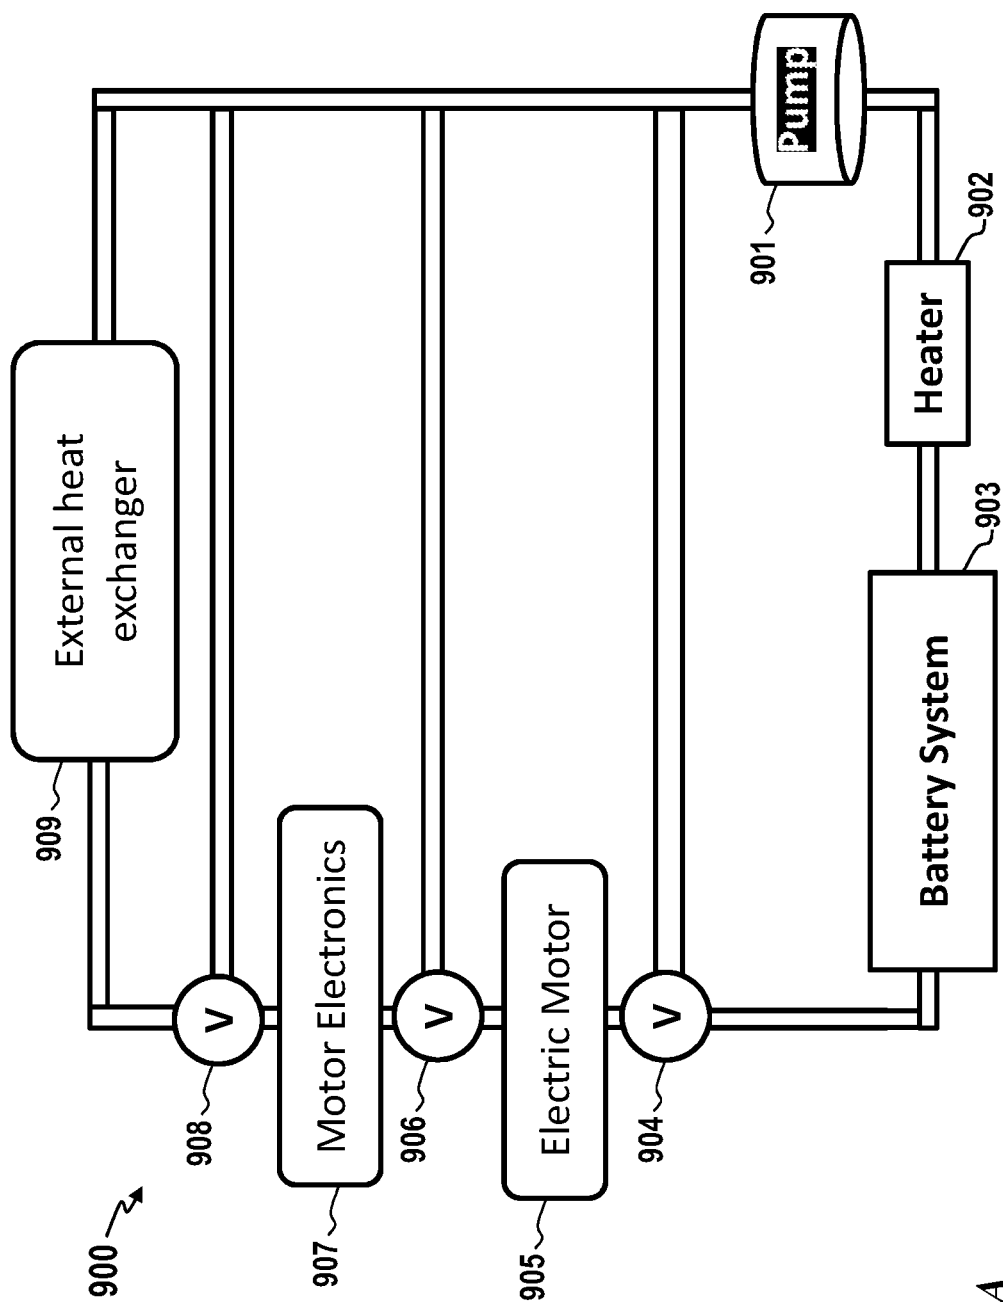 900
909
External heat
exchanger
908
V
907
Motor Electronics
906
V
905
Electric Motor
904
V
901
Pump
902
Heater
903
Battery System
A